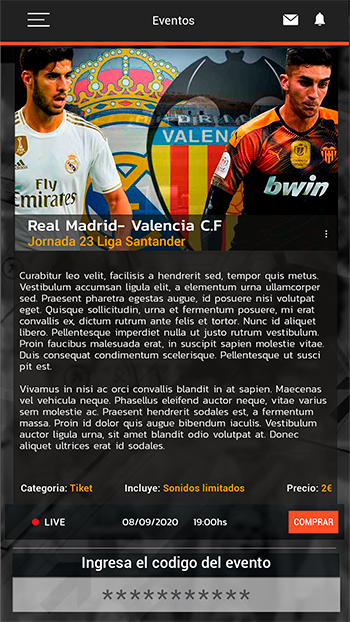 Eventos
Fly
Emirates
VALENC
bwin
Real Madrid- Valencia C.F
Jornada 23 Liga Santander
Curabitur leo velit, facilisis a hendrerit sed, tempor quis metus.
Vestibulum accumsan ligula elit, a elementum urna ullamcorper
sed. Praesent pharetra egestas augue, id posuere nisi volutpat
eget. Quisque sollicitudin, urna et fermentum posuere, mi erat
convallis ex, dictum rutrum ante felis et tortor. Nunc id aliquet
libero. Pellentesque imperdiet nulla ut justo rutrum vestibulum.
Proin faucibus malesuada erat, in suscipit sapien molestie vitae.
Duis consequat condimentum scelerisque. Pellentesque ut susci
pit est.
Vivamus in nisi ac orci convallis blandit in at sapien. Maecenas
vel vehicula neque. Phasellus eleifend auctor neque, vitae varius
sem molestie ac. Praesent hendrerit sodales est, a fermentum
massa. Proin id dolor quis augue bibendum iaculis. Vestibulum
auctor ligula urna, sit amet blandit odio volutpat at. Donec
aliquet ultrices erat id sodales.
Categoria: Tiket Incluye: Sonidos limitados Precio: 2€
LIVE 08/09/2020 19:00hs COMPRAR
Ingresa el codigo del evento
***********